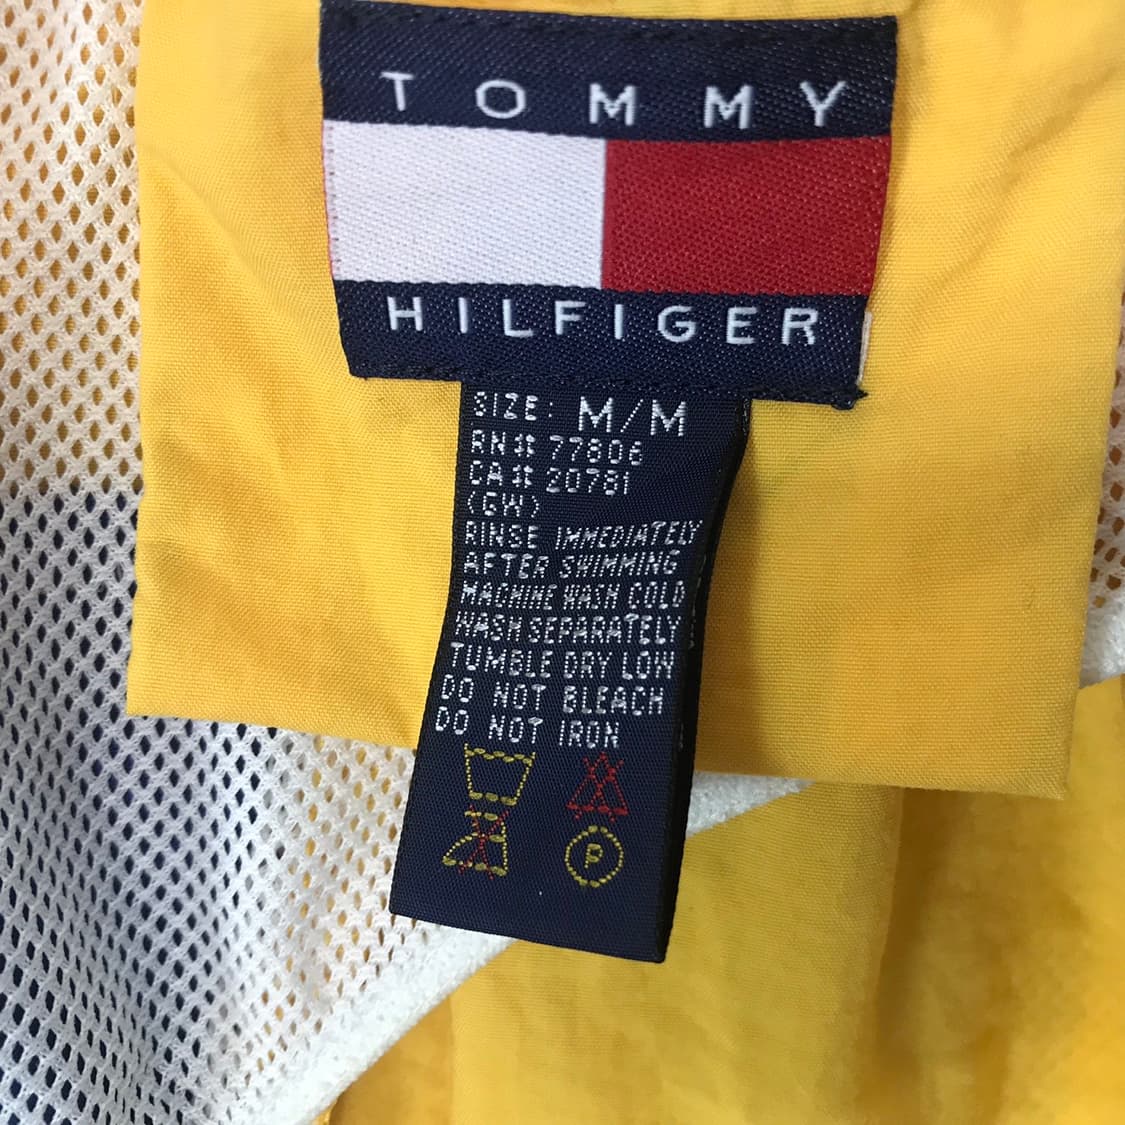 TOMMY
HILFIGER
SIZE: M/M
RN# 77806
CA# 20781
(GW)
RINSE IMMEDIATELY
AFTER SWIMMING
MACHINE WASH COLD
WASH SEPARATELY
TUMBLE DRY LOW
DO NOT BLEACH
DO NOT IRON
P